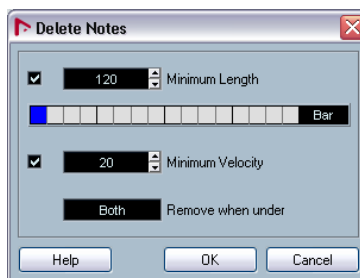 Delete Notes
120 Minimum Length
Bar
20 Minimum Velocity
Both Remove when under
Help OK Cancel